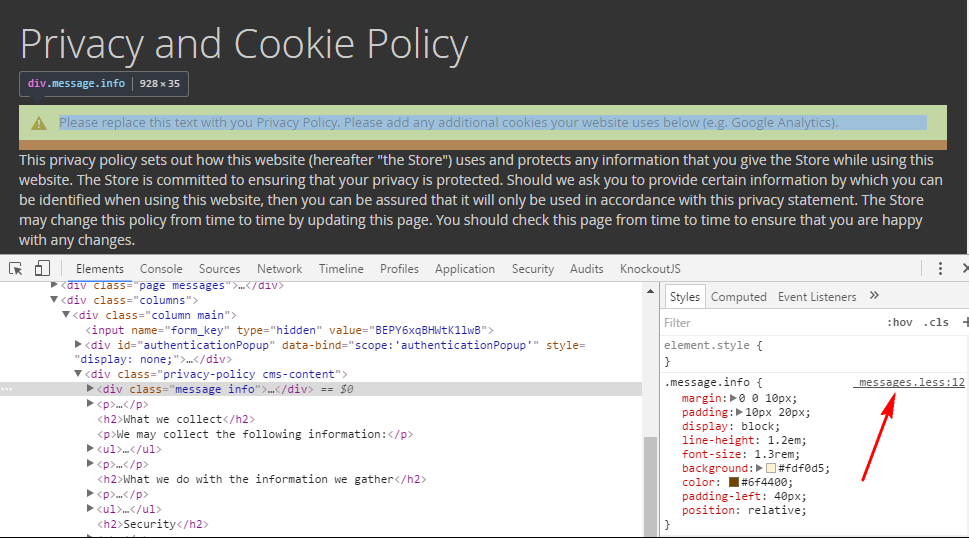 Privacy and Cookie Policy
div.message.info 928 × 35
Please replace this text with you Privacy Policy. Please add any additional cookies your website uses below (e.g. Google Analytics).
This privacy policy sets out how this website (hereafter "the Store") uses and protects any information that you give the Store while using this
website. The Store is committed to ensuring that your privacy is protected. Should we ask you to provide certain information by which you can
be identified when using this website, then you can be assured that it will only be used in accordance with this privacy statement. The Store
may change this policy from time to time by updating this page. You should check this page from time to time to ensure that you are happy
with any changes.
Elements Console Sources Network Timeline Profiles Application Security Audits KnockoutJS
<div class="page messages">…</div>
<div class="columns">
<div class="column main">
<input name="form_key" type="hidden" value="BEPY6xqBHWtK1lwB">
<div id="authenticationPopup" data-bind="scope:'authenticationPopup'" style=
"display: none;">…</div>
<div class="privacy-policy cms-content">
<div class="message info">…</div> == $0
<p>…</p>
<h2>What we collect</h2>
<p>We may collect the following information:</p>
<ul>…</ul>
<p>…</p>
<h2>What we do with the information we gather</h2>
<p>…</p>
<ul>…</ul>
<h2>Security</h2>
Styles Computed Event Listeners »
Filter :hov .cls +
element.style {
}
.message.info { _messages.less:12
margin: 0 0 10px;
padding: 10px 20px;
display: block;
line-height: 1.2em;
font-size: 1.3rem;
background: #fdf0d5;
color: #6f4400;
padding-left: 40px;
position: relative;
}